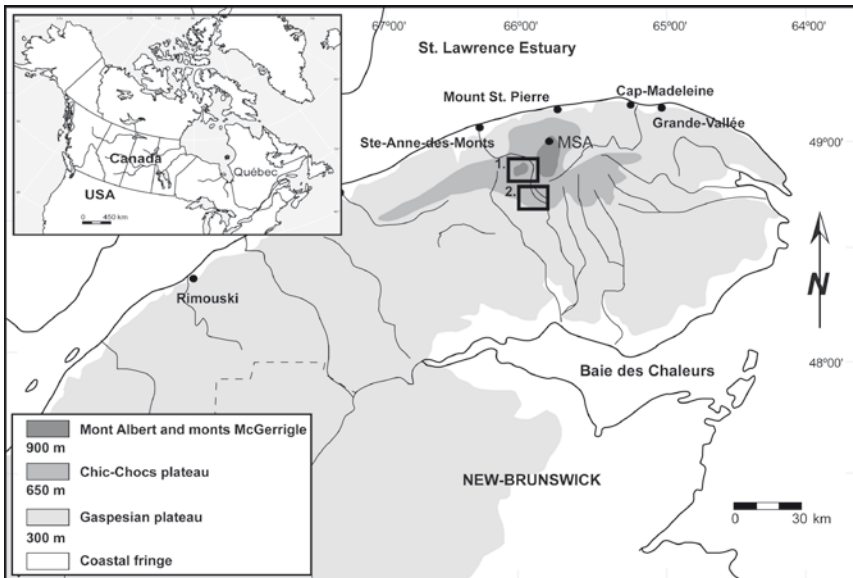 67°00'
66°00'
65°00'
64°00'
St. Lawrence Estuary
Mount St. Pierre
Cap-Madeleine
Ste-Anne-des-Monts
MSA
Grande-Vallée
49°00'
1.
2.
Canada
Québec
USA
0 450 km
Rimouski
N
48°00'
Baie des Chaleurs
NEW-BRUNSWICK
0 30 km
Mont Albert and monts McGerrigle
900 m
Chic-Chocs plateau
650 m
Gaspesian plateau
300 m
Coastal fringe